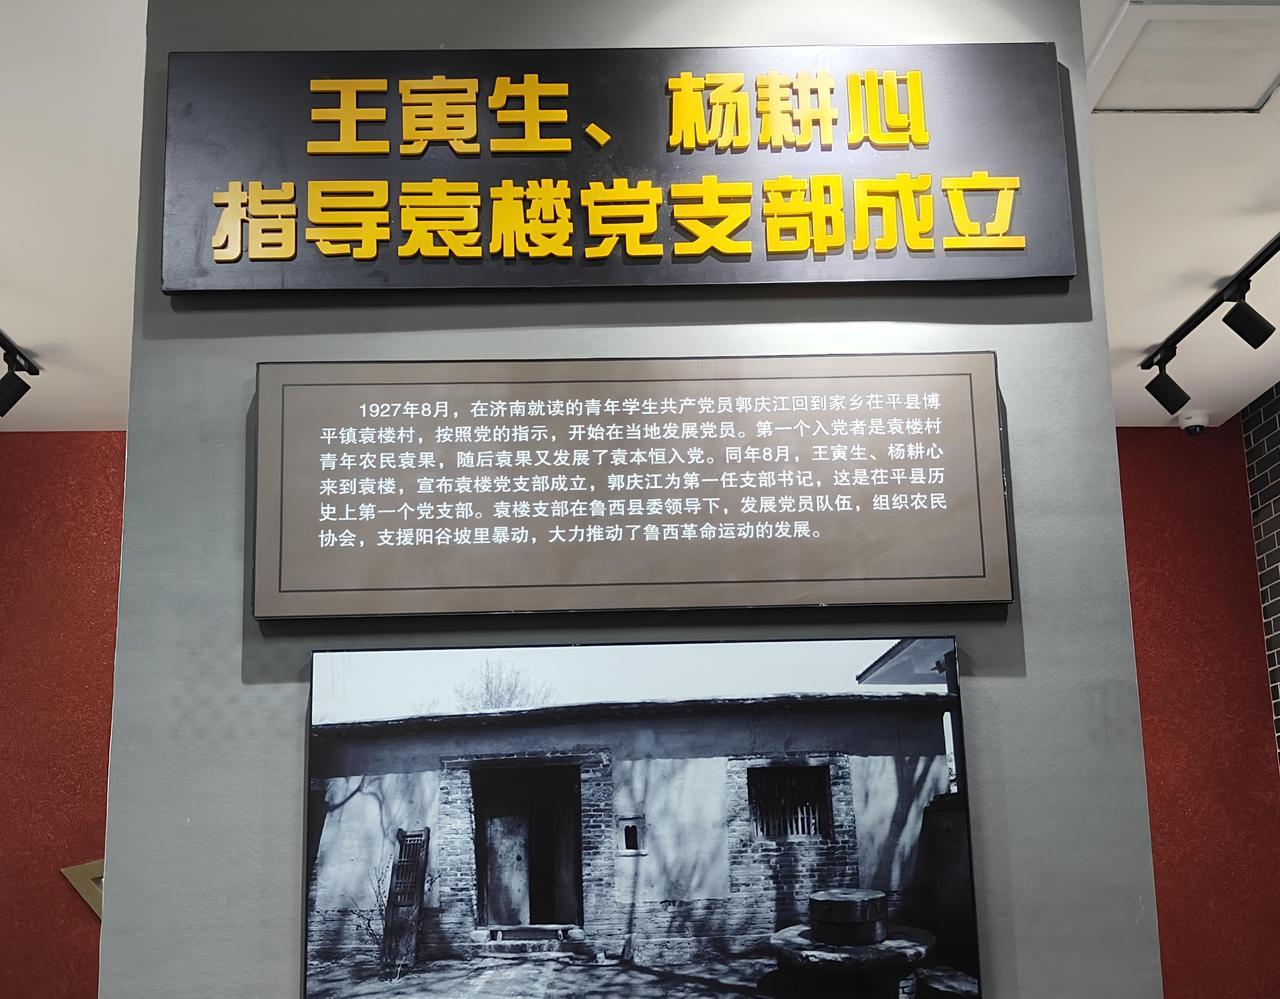 王寅生、杨耕心
指导袁楼党支部成立
1927年8月，在济南就读的青年学生共产党员郭庆江回到家乡茌平县博
平镇袁楼村，按照党的指示，开始在当地发展党员。第一个入党者是袁楼村
青年农民袁果，随后袁果又发展了袁本恒入党。同年8月，王寅生、杨耕心
来到袁楼，宣布袁楼党支部成立，郭庆江为第一任支部书记，这是茌平县历
史上第一个党支部。袁楼支部在鲁西县委领导下，发展党员队伍，组织农民
协会，支援阳谷坡里暴动，大力推动了鲁西革命运动的发展。